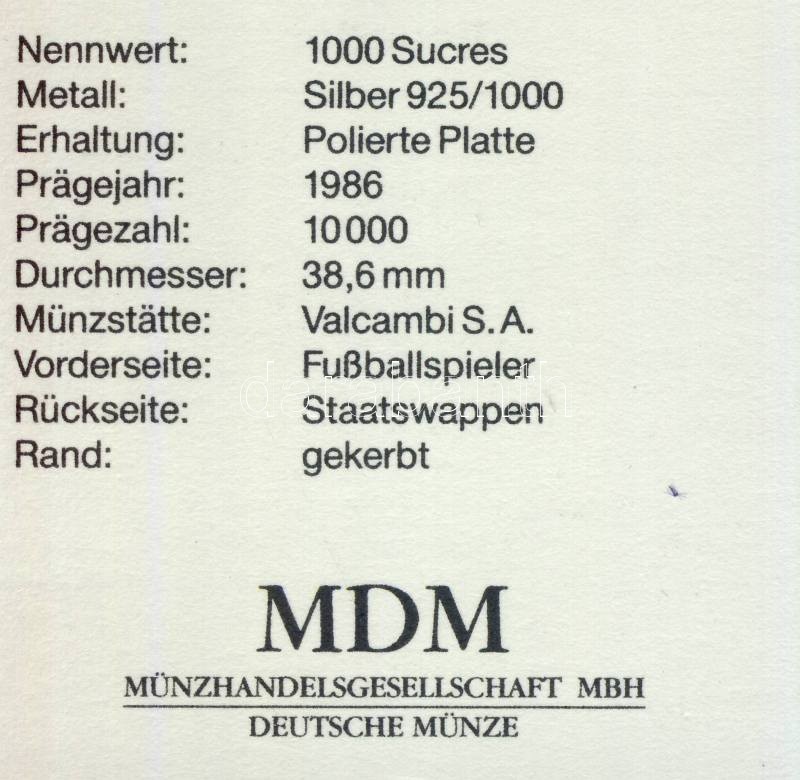 Nennwert: 1000 Sucres
Metall: Silber 925/1000
Erhaltung: Polierte Platte
Prägejahr: 1986
Prägezahl: 10000
Durchmesser: 38,6 mm
Münzstätte: Valcambi S.A.
Vorderseite: Fußballspieler
Rückseite: Staatswappen
Rand: gekerbt
darabanth
MDM
MÜNZHANDELSGESELLSCHAFT MBH
DEUTSCHE MÜNZE